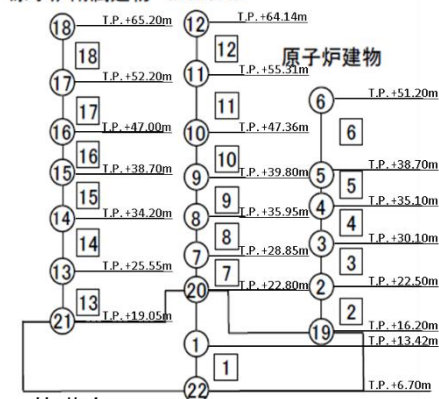 18 T.P.+65.20m
18
17 T.P.+52.20m
17
16 T.P.+47.00m
16
15 T.P.+38.70m
15
14 T.P.+34.20m
14
13 T.P.+25.55m
13
21 T.P.+19.05m
12 T.P.+64.14m
12
11 T.P.+55.31m
11
10 T.P.+47.36m
10
9 T.P.+39.80m
9
8 T.P.+35.95m
8
7 T.P.+28.85m
7
20 T.P.+22.80m
1 T.P.+13.42m
1
22 T.P.+6.70m
原子炉建物
6 T.P.+51.20m
6
5 T.P.+38.70m
5
4 T.P.+35.10m
4
3 T.P.+30.10m
3
2 T.P.+22.50m
2
19 T.P.+16.20m